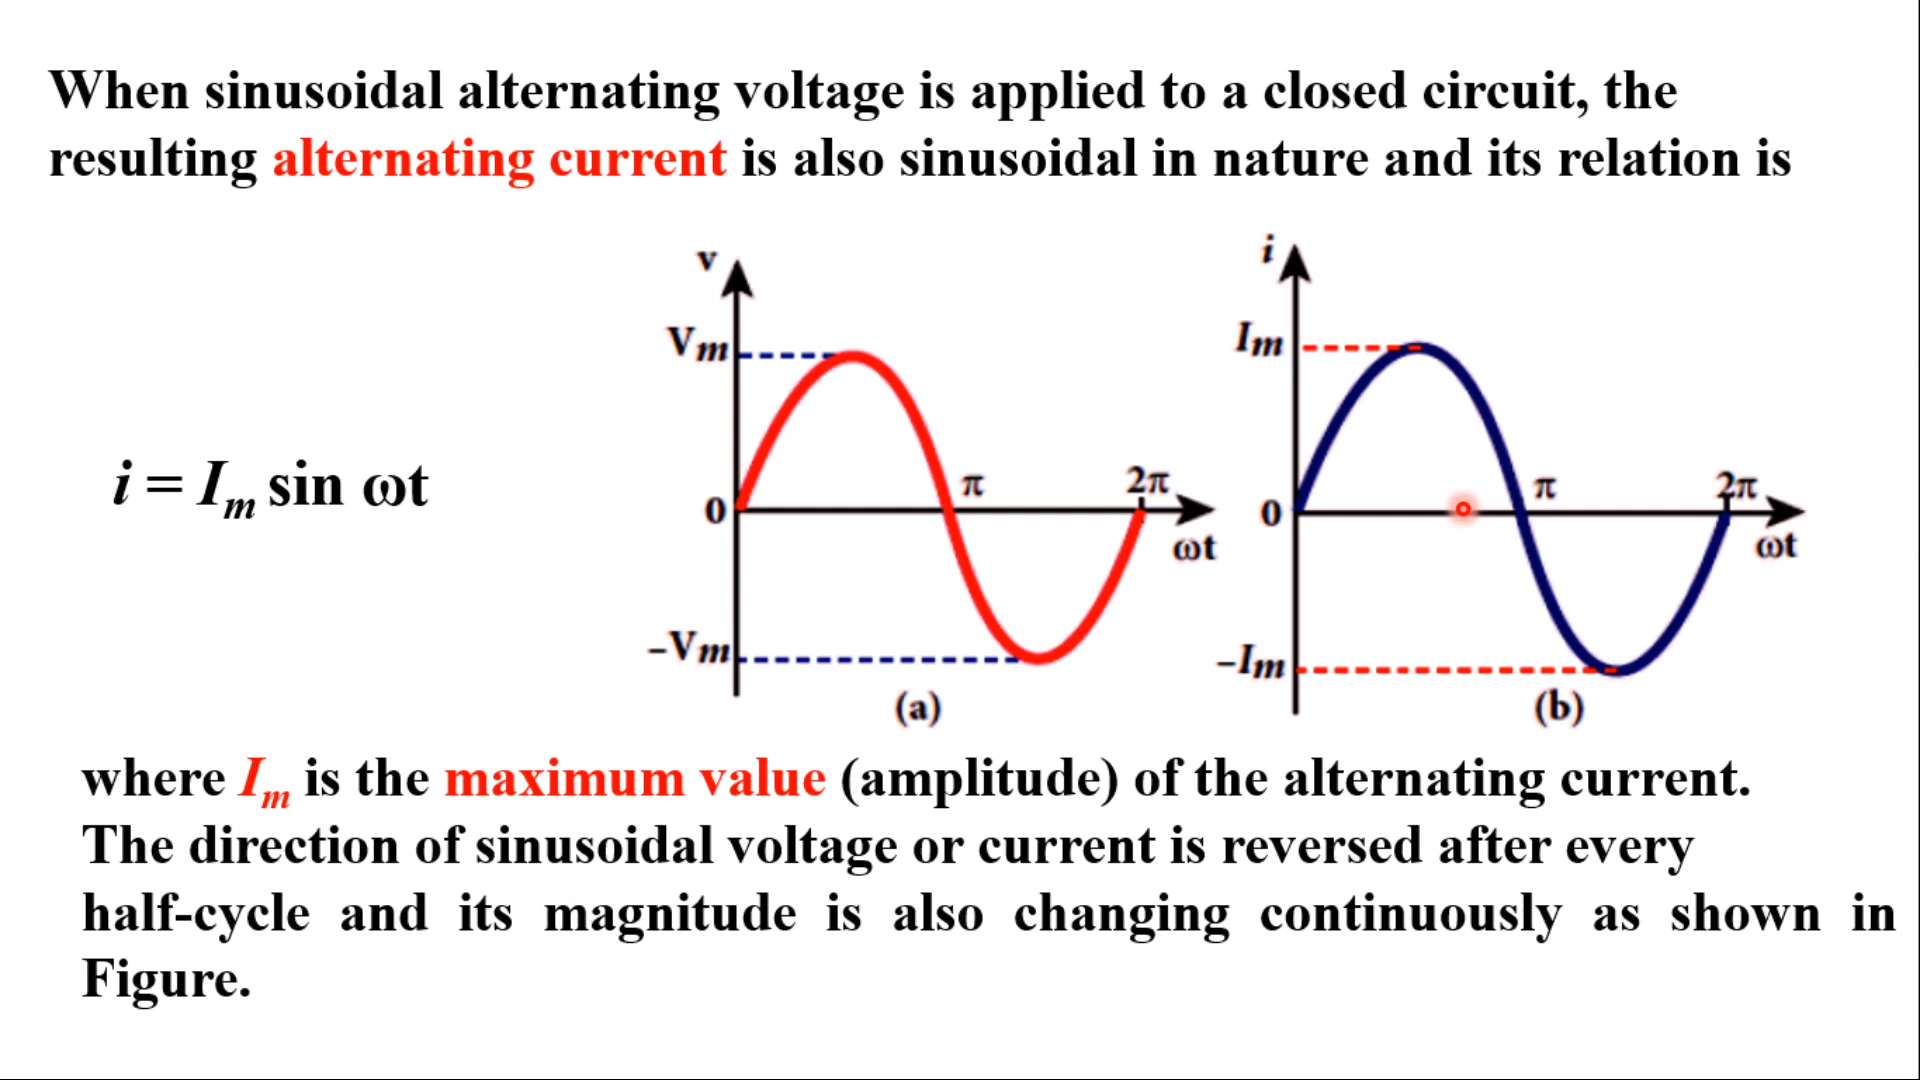 When sinusoidal alternating voltage is applied to a closed circuit, the
resulting alternating current is also sinusoidal in nature and its relation is
i = Im sin ωt
v
Vm
0
π
2π
ωt
–Vm
(a)
i
Im
0
π
2π
ωt
–Im
(b)
where Im is the maximum value (amplitude) of the alternating current.
The direction of sinusoidal voltage or current is reversed after every
half-cycle and its magnitude is also changing continuously as shown in
Figure.